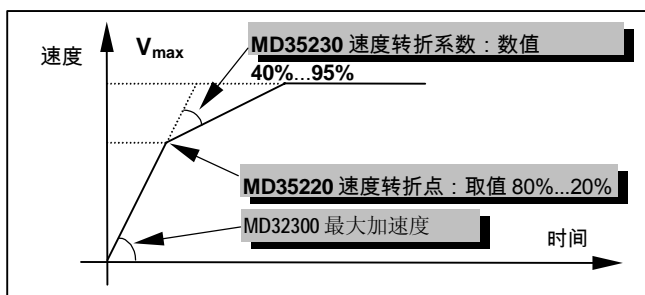 速度
Vmax
MD35230 速度转折系数：数值
40%...95%
MD35220 速度转折点：取值 80%...20%
MD32300 最大加速度
时间